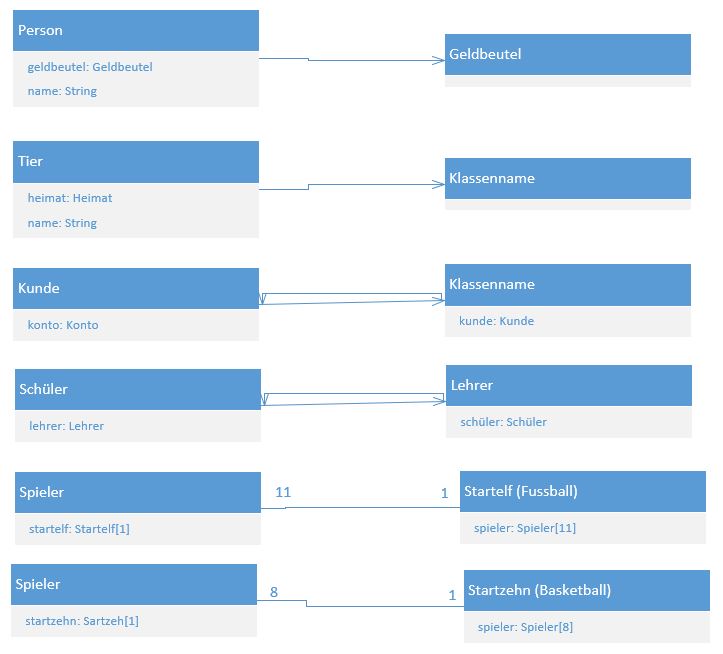 Person
geldbeutel: Geldbeutel
name: String
Geldbeutel
Tier
heimat: Heimat
name: String
Klassenname
Kunde
konto: Konto
Klassenname
kunde: Kunde
Schüler
lehrer: Lehrer
Lehrer
schüler: Schüler
Spieler
startelf: Startelf[1]
11
1
Startelf (Fussball)
spieler: Spieler[11]
Spieler
startzehn: Sartzeh[1]
8
1
Startzehn (Basketball)
spieler: Spieler[8]